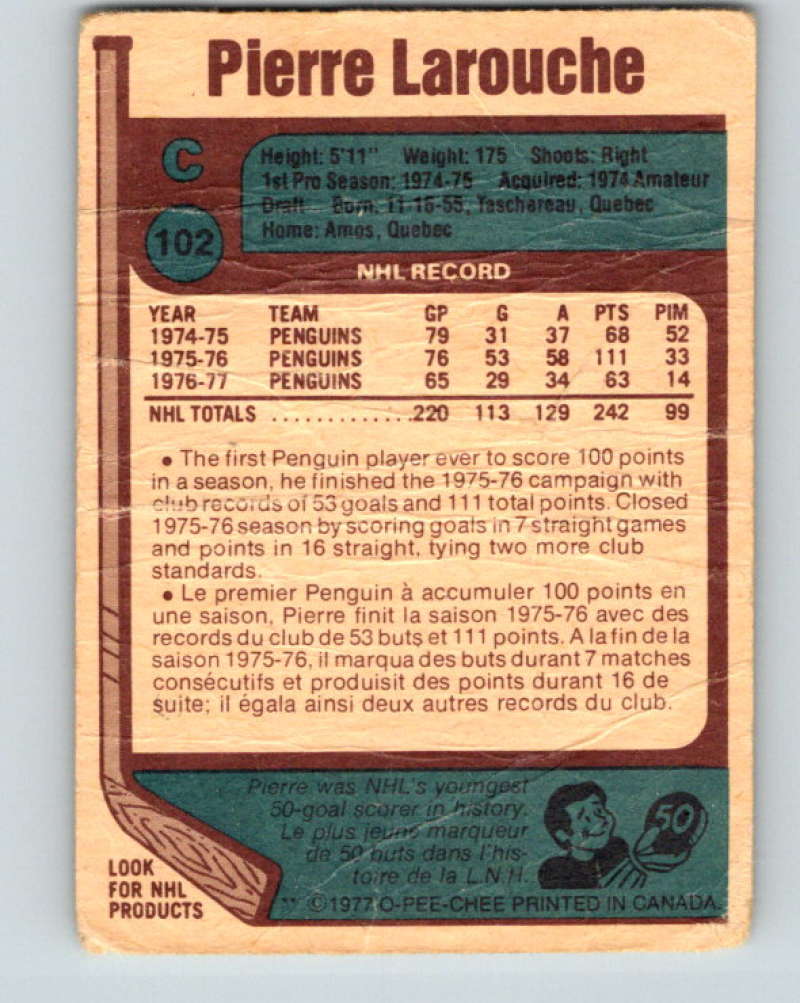 Pierre Larouche
C
Height: 5'11" Weight: 175 Shoots: Right
1st Pro Season: 1974-75 Acquired: 1974 Amateur
Draft Born: 11-16-55, Taschereau, Quebec
Home: Amos, Quebec
102
NHL RECORD
YEAR TEAM GP G A PTS PIM
1974-75 PENGUINS 79 31 37 68 52
1975-76 PENGUINS 76 53 58 111 33
1976-77 PENGUINS 65 29 34 63 14
NHL TOTALS .............220 113 129 242 99
• The first Penguin player ever to score 100 points
in a season, he finished the 1975-76 campaign with
club records of 53 goals and 111 total points. Closed
1975-76 season by scoring goals in 7 straight games
and points in 16 straight, tying two more club
standards.
• Le premier Penguin à accumuler 100 points en
une saison, Pierre finit la saison 1975-76 avec des
records du club de 53 buts et 111 points. A la fin de la
saison 1975-76, il marqua des buts durant 7 matches
consécutifs et produisit des points durant 16 de
suite; il égala ainsi deux autres records du club.
Pierre was NHL's youngest
50-goal scorer in history.
Le plus jeune marqueur
de 50 buts dans l'his-
toire de la L.N.H.
50
LOOK
FOR NHL
PRODUCTS
** ©1977 O-PEE-CHEE PRINTED IN CANADA.